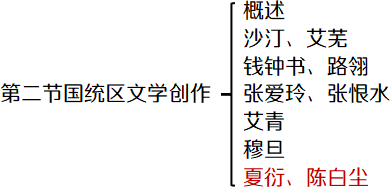 第二节国统区文学创作
概述
沙汀、艾芜
钱钟书、路翎
张爱玲、张恨水
艾青
穆旦
夏衍、陈白尘